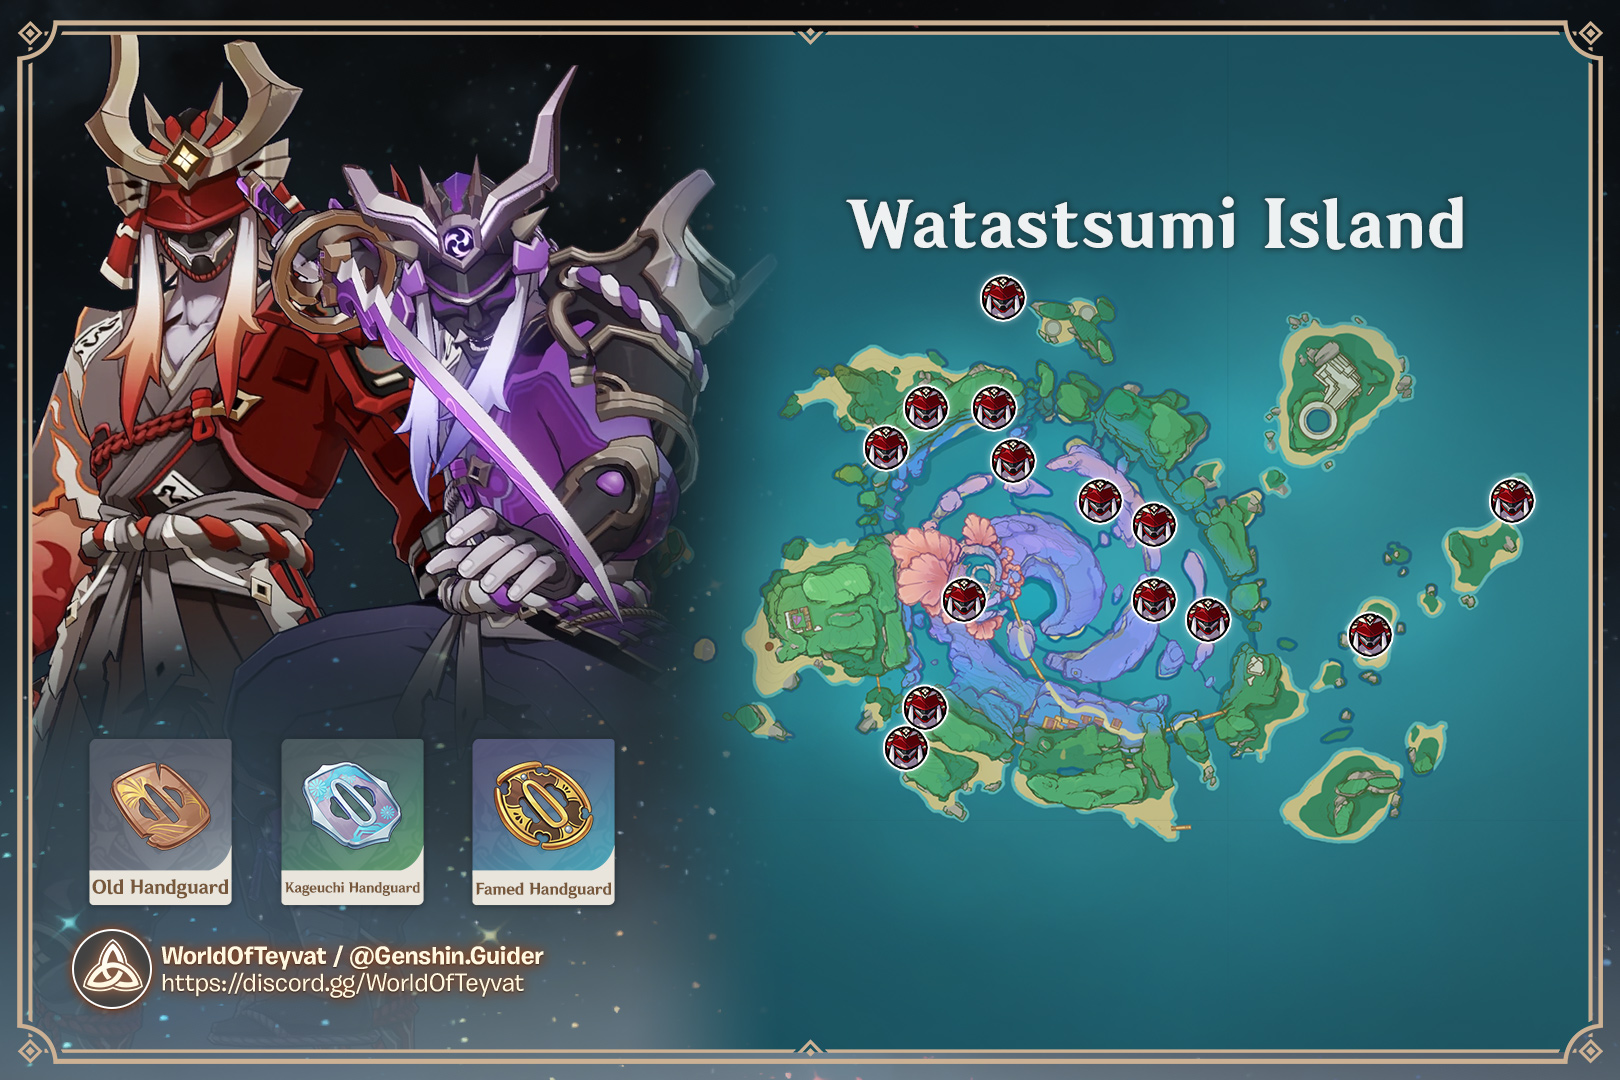 Watastsumi Island
Old Handguard
Kageuchi Handguard
Famed Handguard
WorldOfTeyvat / @Genshin.Guider
https://discord.gg/WorldOfTeyvat